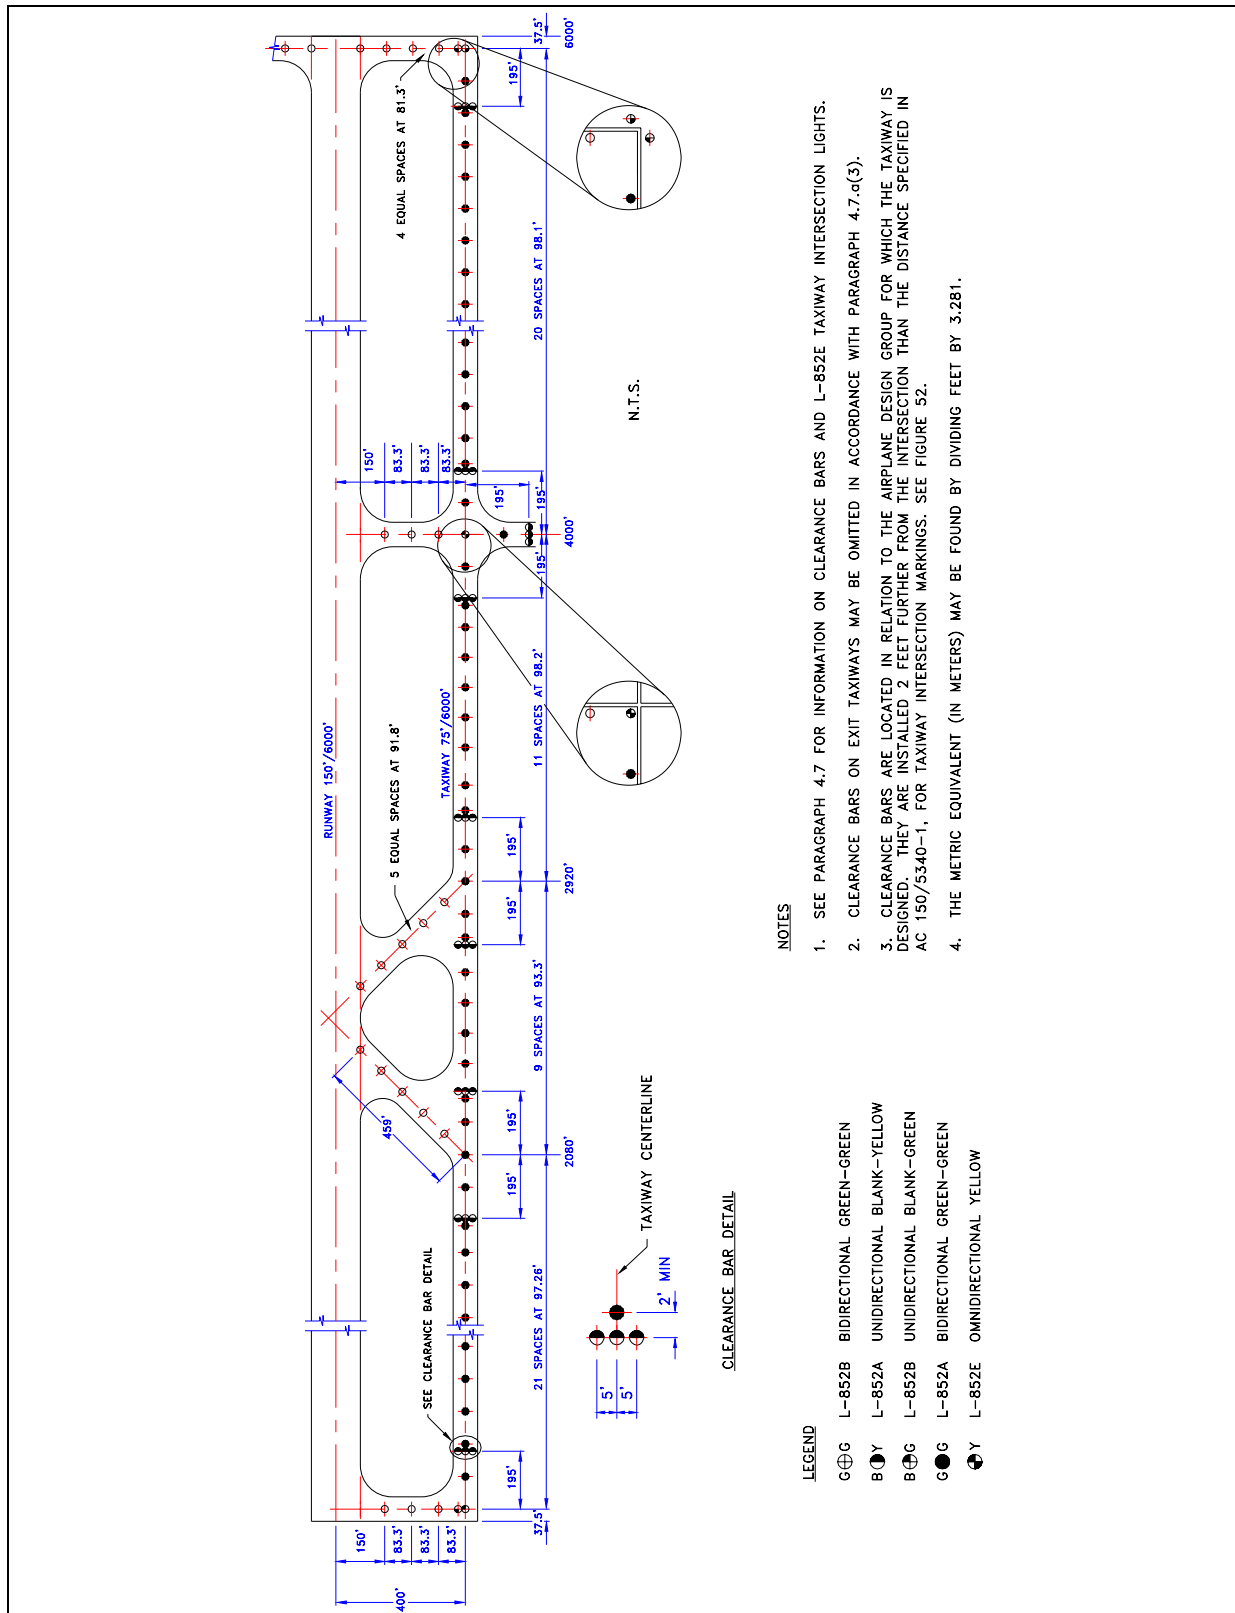 37.5'
6000'
195'
4 EQUAL SPACES AT 81.3'
20 SPACES AT 98.1'
N.T.S.
150'
83.3'
83.3'
83.3'
195'
195'
4000'
195'
RUNWAY 150'/6000'
TAXIWAY 75'/6000'
5 EQUAL SPACES AT 91.8'
11 SPACES AT 98.2'
195'
2920'
195'
9 SPACES AT 93.3'
459'
195'
2080'
195'
SEE CLEARANCE BAR DETAIL
21 SPACES AT 97.26'
195'
37.5'
150'
83.3'
83.3'
83.3'
400'
TAXIWAY CENTERLINE
2' MIN
5'
5'
CLEARANCE BAR DETAIL
NOTES
1. SEE PARAGRAPH 4.7 FOR INFORMATION ON CLEARANCE BARS AND L-852E TAXIWAY INTERSECTION LIGHTS.
2. CLEARANCE BARS ON EXIT TAXIWAYS MAY BE OMITTED IN ACCORDANCE WITH PARAGRAPH 4.7.a(3).
3. CLEARANCE BARS ARE LOCATED IN RELATION TO THE AIRPLANE DESIGN GROUP FOR WHICH THE TAXIWAY IS
DESIGNED. THEY ARE INSTALLED 2 FEET FURTHER FROM THE INTERSECTION THAN THE DISTANCE SPECIFIED IN
AC 150/5340-1, FOR TAXIWAY INTERSECTION MARKINGS. SEE FIGURE 52.
4. THE METRIC EQUIVALENT (IN METERS) MAY BE FOUND BY DIVIDING FEET BY 3.281.
LEGEND
G G L-852B BIDIRECTIONAL GREEN-GREEN
B Y L-852A UNIDIRECTIONAL BLANK-YELLOW
B G L-852B UNIDIRECTIONAL BLANK-GREEN
G G L-852A BIDIRECTIONAL GREEN-GREEN
Y L-852E OMNIDIRECTIONAL YELLOW